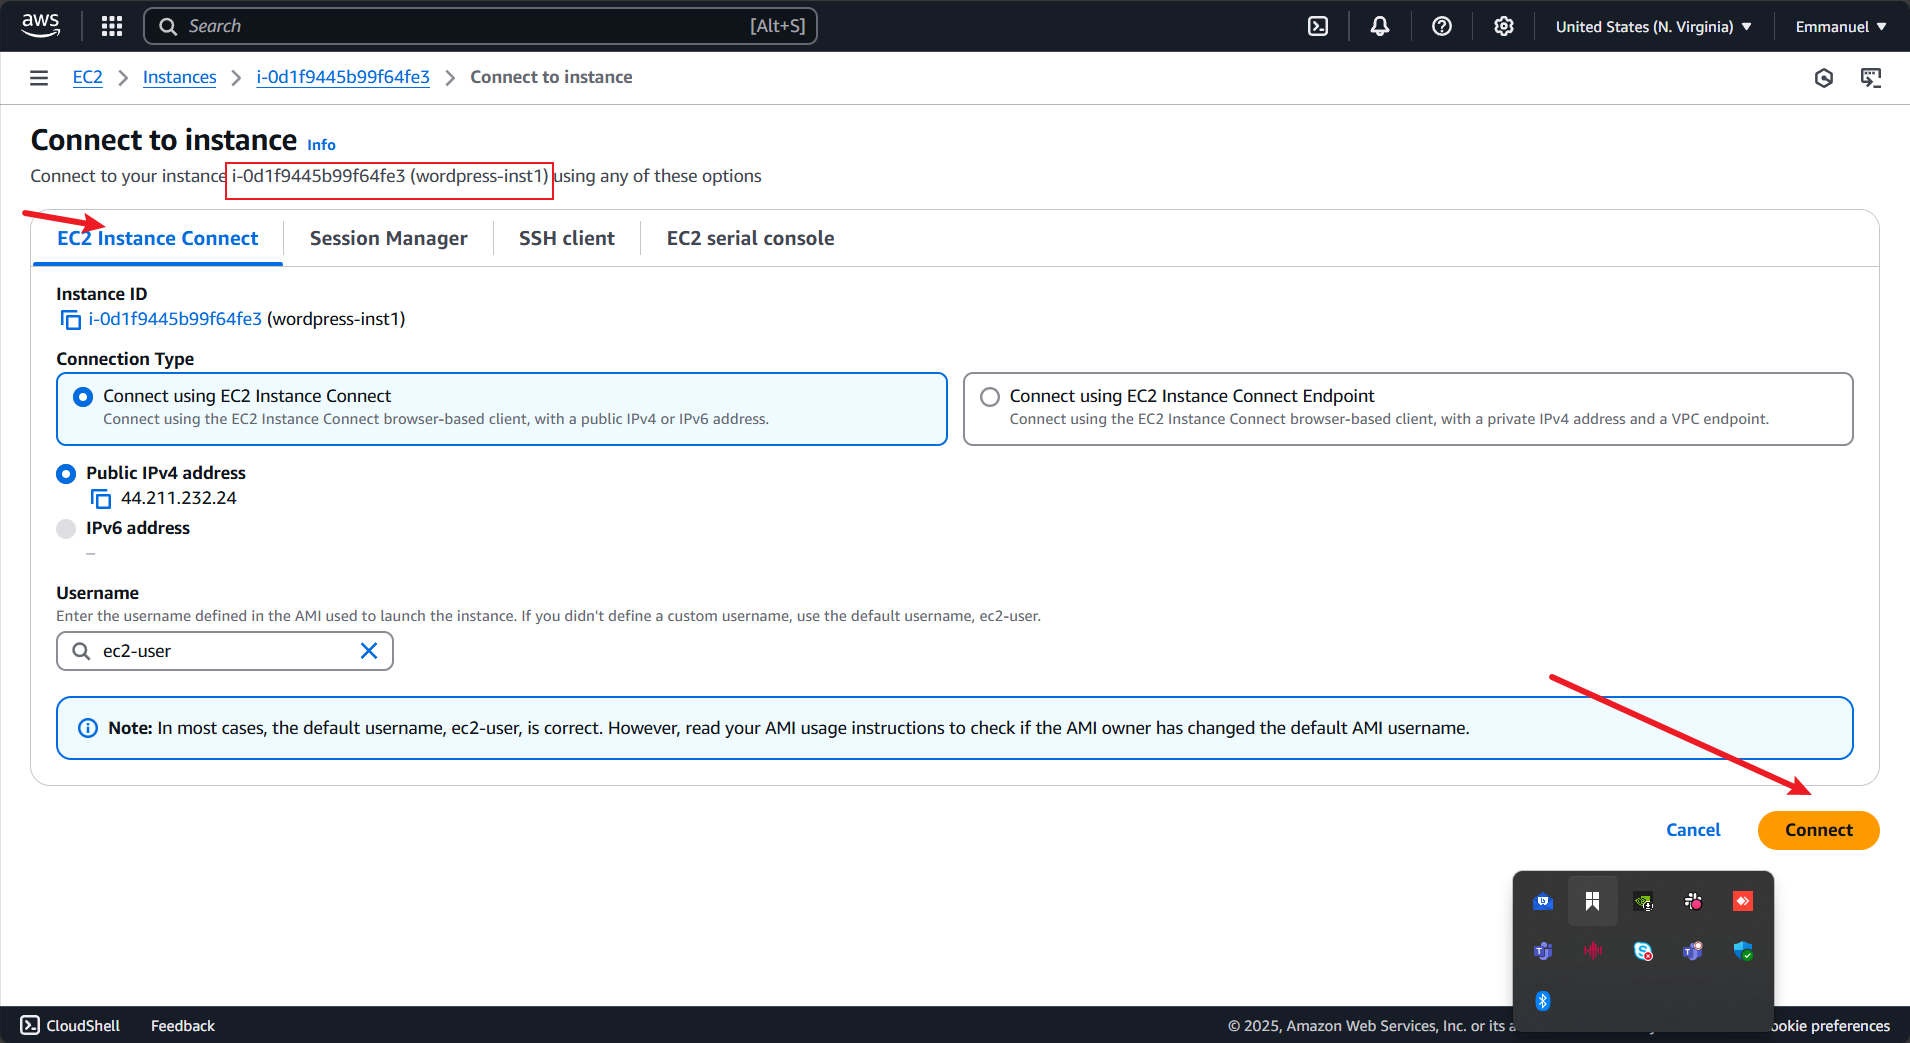 aws
Search [Alt+S] United States (N. Virginia) Emmanuel
EC2 Instances i-0d1f9445b99f64fe3 Connect to instance
Connect to instance Info
Connect to your instance i-0d1f9445b99f64fe3 (wordpress-inst1) using any of these options
EC2 Instance Connect Session Manager SSH client EC2 serial console
Instance ID
i-0d1f9445b99f64fe3 (wordpress-inst1)
Connection Type
Connect using EC2 Instance Connect
Connect using the EC2 Instance Connect browser-based client, with a public IPv4 or IPv6 address.
Connect using EC2 Instance Connect Endpoint
Connect using the EC2 Instance Connect browser-based client, with a private IPv4 address and a VPC endpoint.
Public IPv4 address
44.211.232.24
IPv6 address
–
Username
Enter the username defined in the AMI used to launch the instance. If you didn't define a custom username, use the default username, ec2-user.
ec2-user
Note: In most cases, the default username, ec2-user, is correct. However, read your AMI usage instructions to check if the AMI owner has changed the default AMI username.
Cancel Connect
CloudShell Feedback © 2025, Amazon Web Services, Inc. or its a ookie preferences